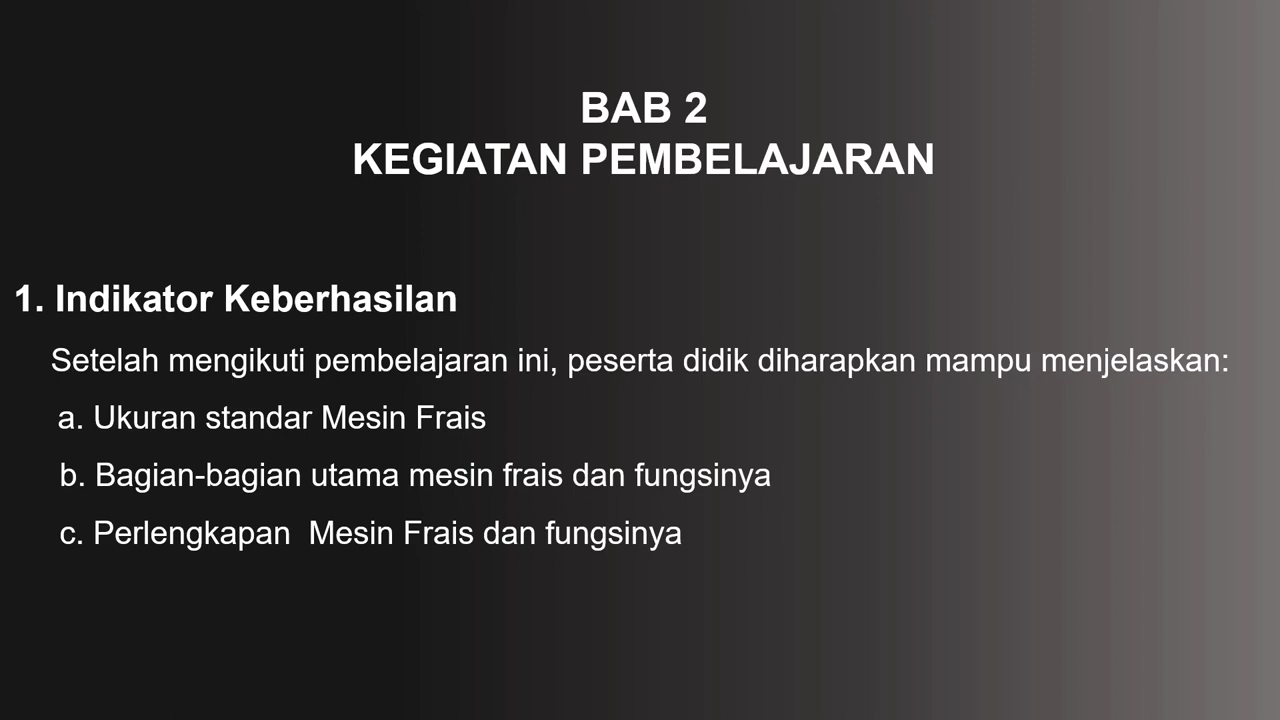 BAB 2
KEGIATAN PEMBELAJARAN
1. Indikator Keberhasilan
Setelah mengikuti pembelajaran ini, peserta didik diharapkan mampu menjelaskan:
a. Ukuran standar Mesin Frais
b. Bagian-bagian utama mesin frais dan fungsinya
c. Perlengkapan  Mesin Frais dan fungsinya